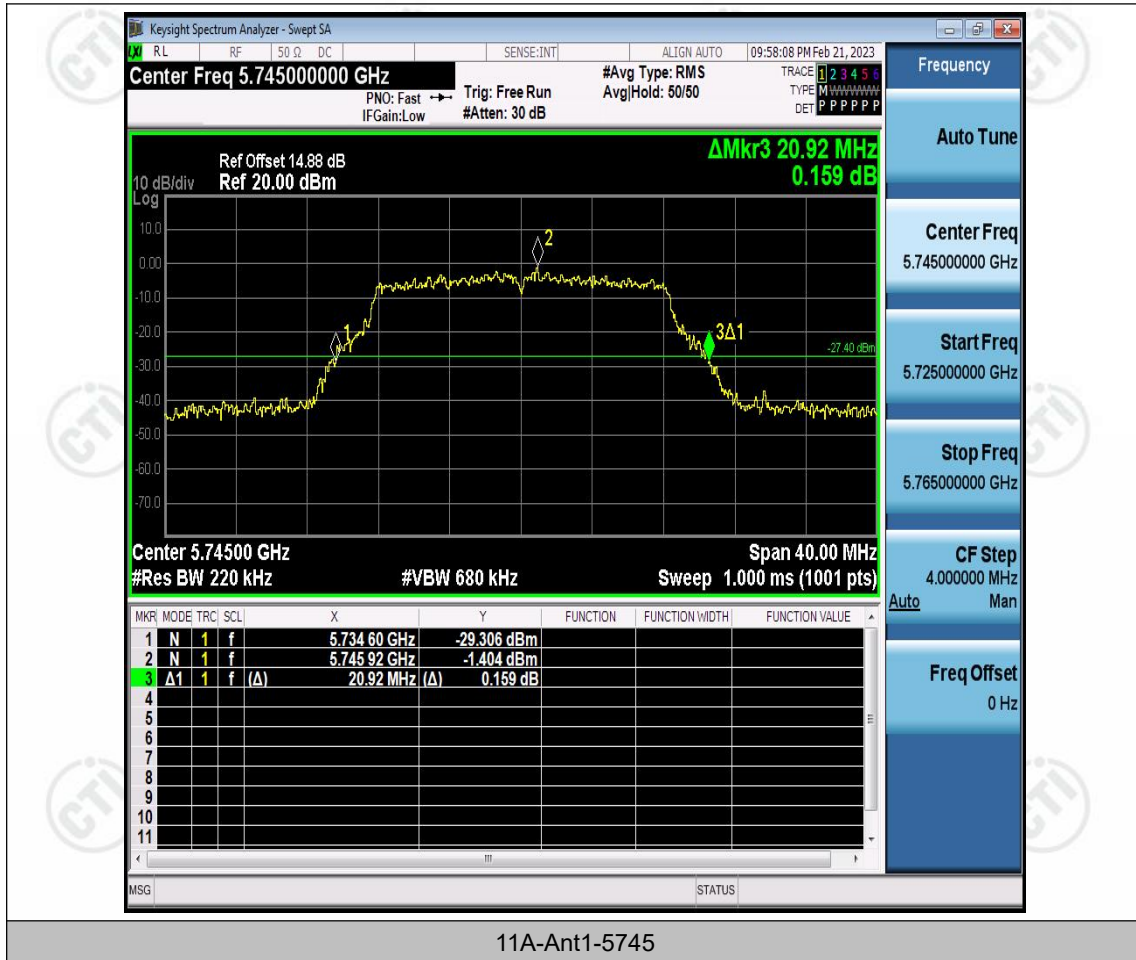 Keysight Spectrum Analyzer - Swept SA
LXI RL RF 50 Ω DC SENSE:INT ALIGN AUTO 09:58:08 PM Feb 21, 2023
Center Freq 5.745000000 GHz
PNO: Fast
IFGain:Low
Trig: Free Run
#Atten: 30 dB
#Avg Type: RMS
Avg|Hold: 50/50
TRACE 1 2 3 4 5 6
TYPE M WWWWW
DET P P P P P P
ΔMkr3 20.92 MHz
0.159 dB
Ref Offset 14.88 dB
10 dB/div Ref 20.00 dBm
Log
10.0
0.00
-10.0
-20.0
-30.0
-40.0
-50.0
-60.0
-70.0
1
2
3Δ1
-27.40 dBm
Center 5.74500 GHz Span 40.00 MHz
#Res BW 220 kHz #VBW 680 kHz Sweep 1.000 ms (1001 pts)
MKR MODE TRC SCL X Y FUNCTION FUNCTION WIDTH FUNCTION VALUE
1 N 1 f 5.734 60 GHz -29.306 dBm
2 N 1 f 5.745 92 GHz -1.404 dBm
3 Δ1 1 f (Δ) 20.92 MHz (Δ) 0.159 dB
4
5
6
7
8
9
10
11
MSG STATUS
Frequency
Auto Tune
Center Freq
5.745000000 GHz
Start Freq
5.725000000 GHz
Stop Freq
5.765000000 GHz
CF Step
4.000000 MHz
Auto Man
Freq Offset
0 Hz
11A-Ant1-5745
CTI
CTI
CTI
CTI
CTI
CTI